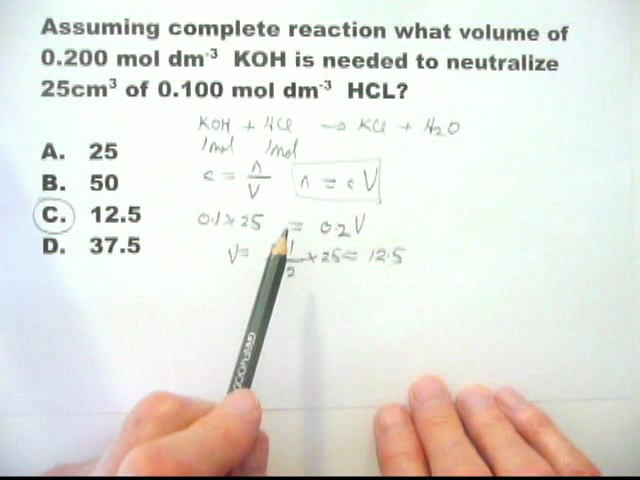 Assuming complete reaction what volume of
0.200 mol dm⁻³ KOH is needed to neutralize
25cm³ of 0.100 mol dm⁻³ HCL?
KOH + HCl → KCl + H₂O
1mol 1mol
A. 25
c = n/V n = cV
B. 50
C. 12.5
0.1 × 25 = 0.2V
D. 37.5
V = 1/2 × 25 = 12.5